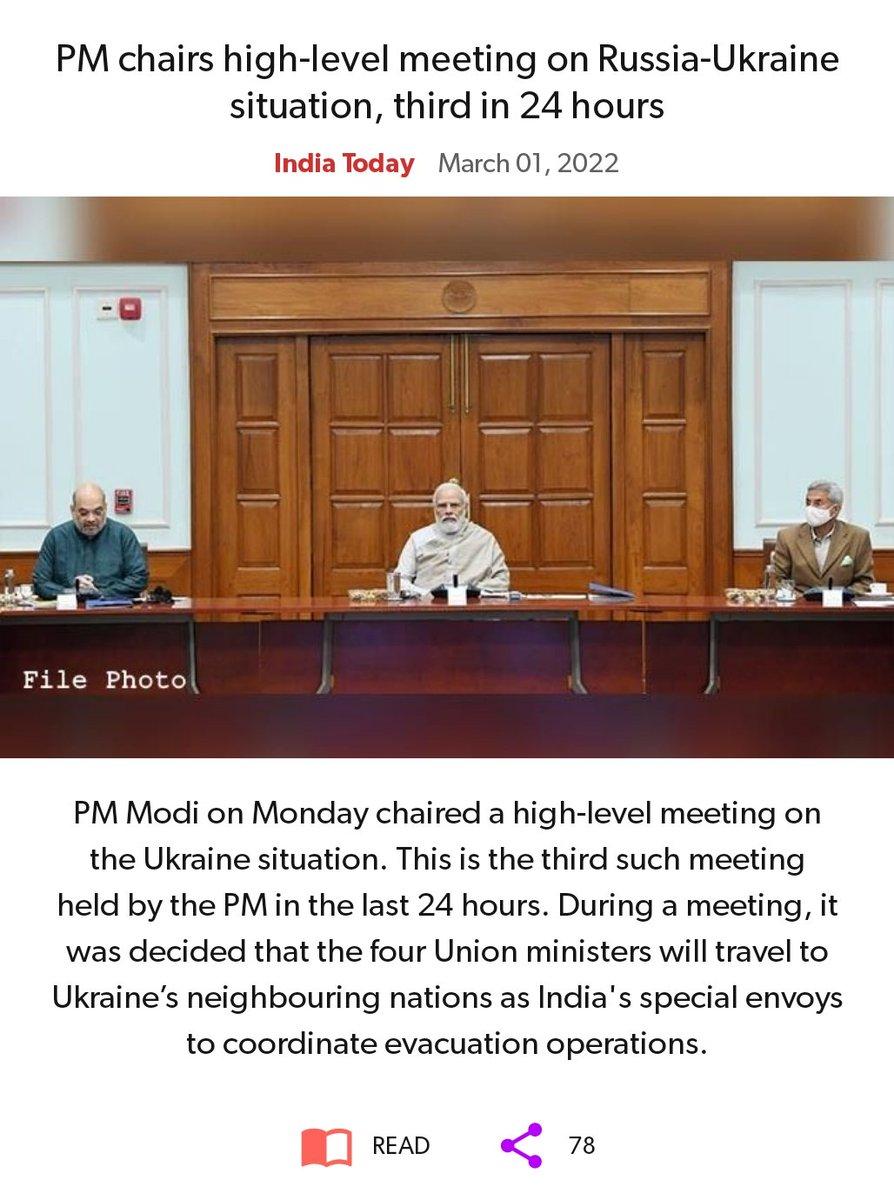 PM chairs high-level meeting on Russia-Ukraine
situation, third in 24 hours
India Today March 01, 2022
File Photo
PM Modi on Monday chaired a high-level meeting on
the Ukraine situation. This is the third such meeting
held by the PM in the last 24 hours. During a meeting, it
was decided that the four Union ministers will travel to
Ukraine’s neighbouring nations as India's special envoys
to coordinate evacuation operations.
READ 78